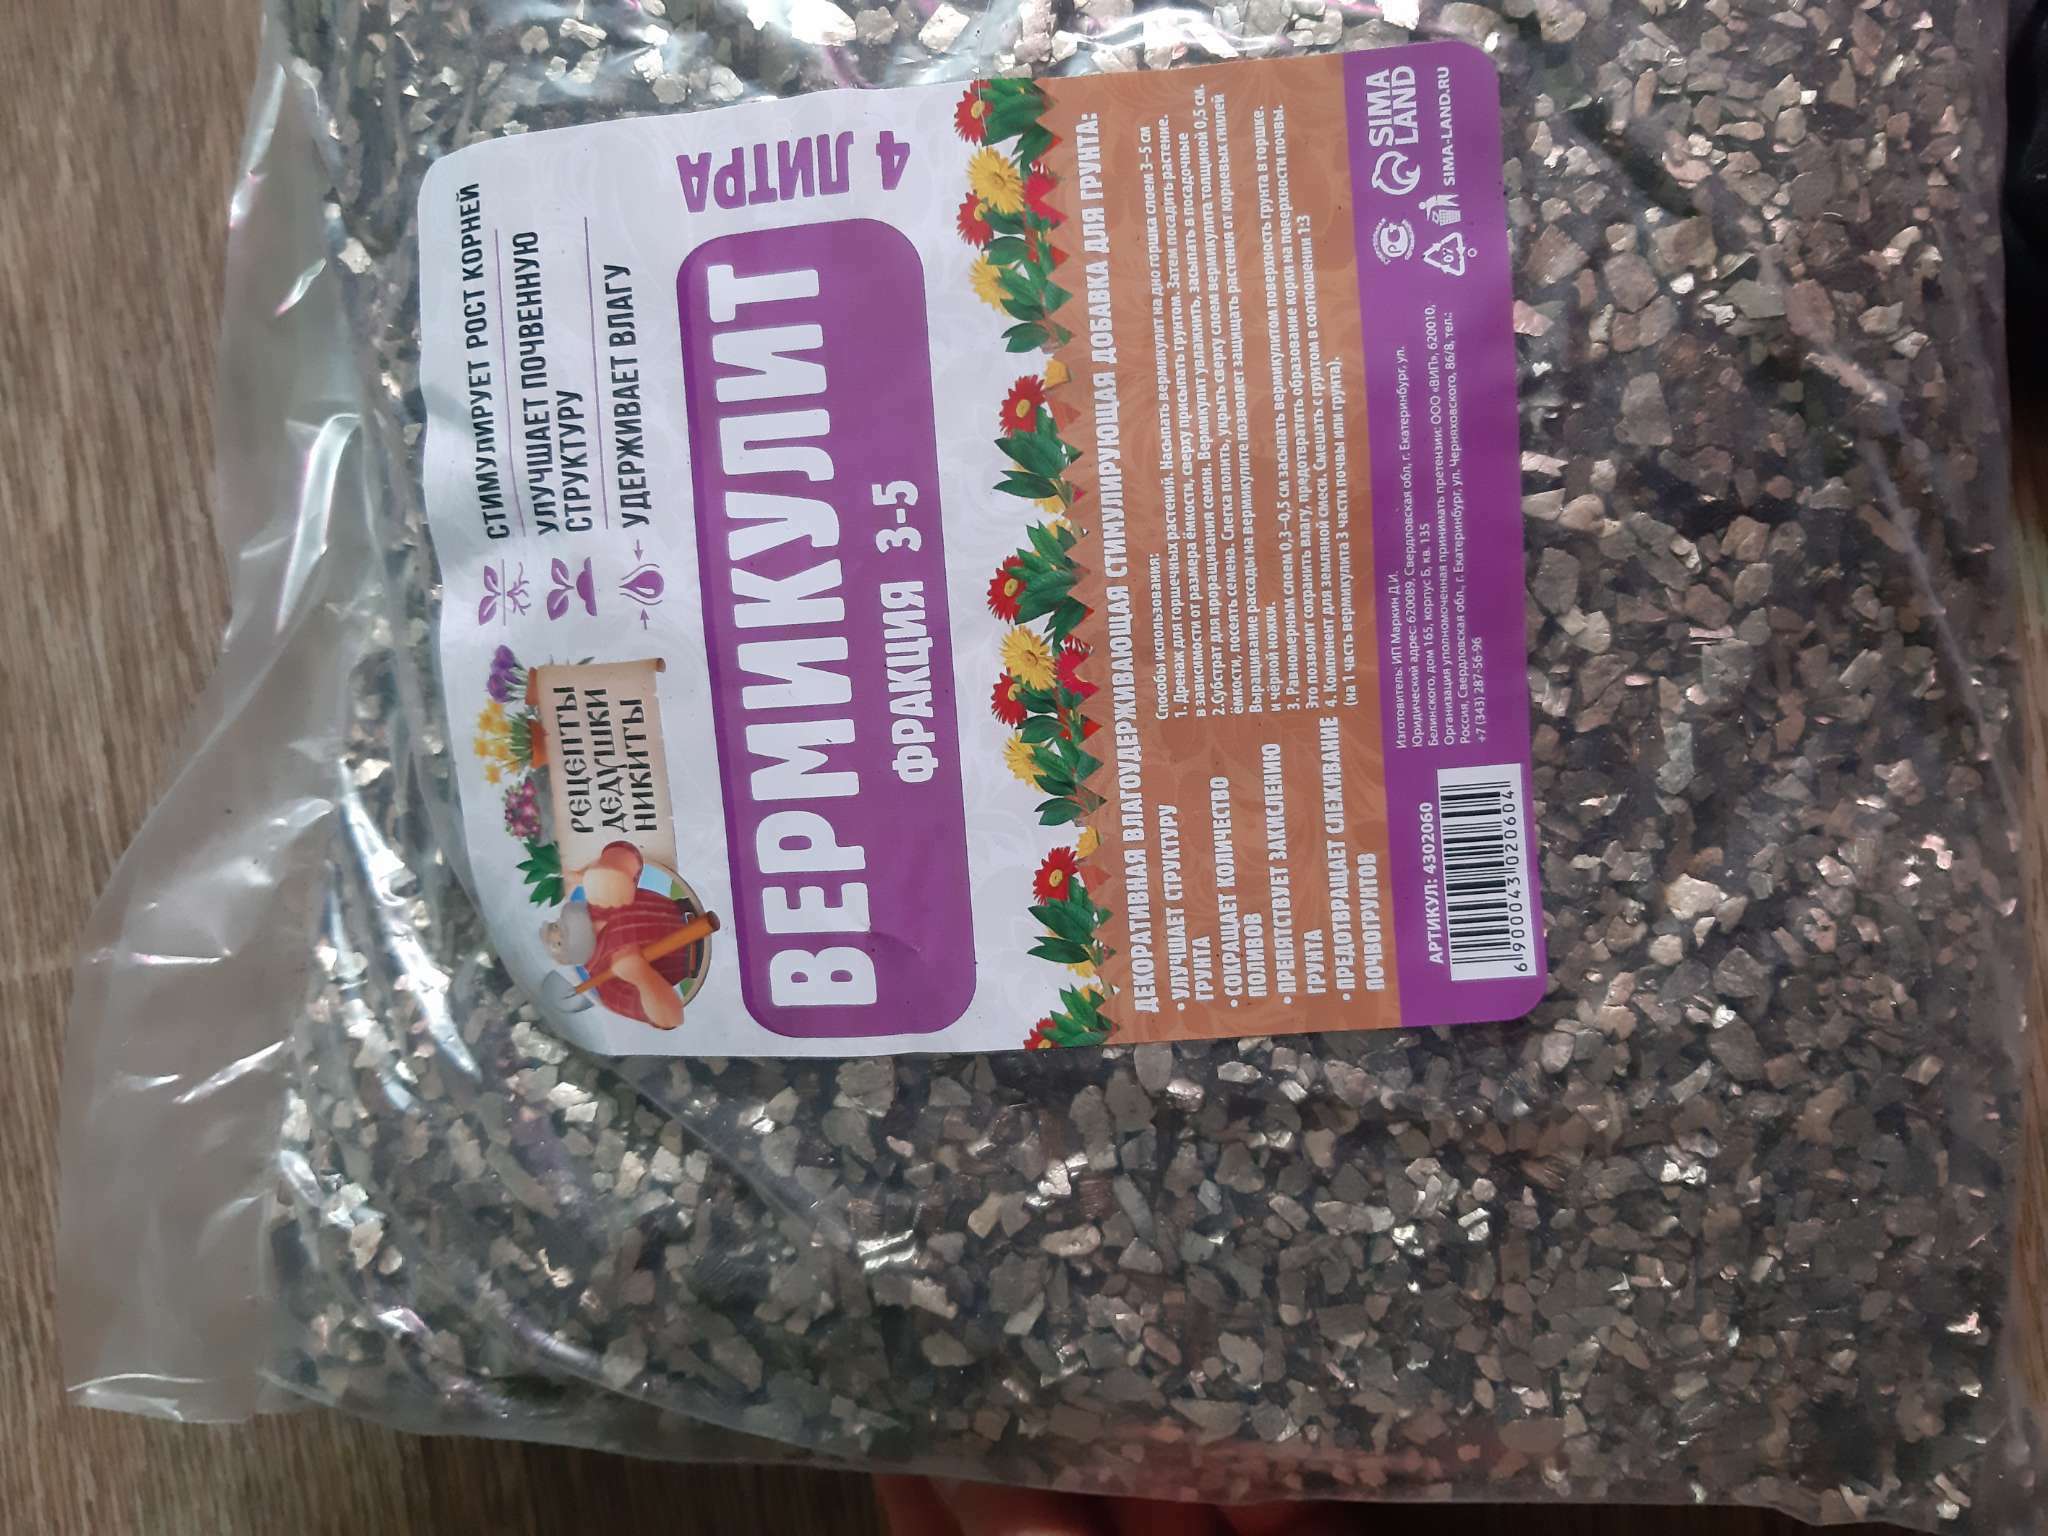 РЕЦЕПТЫ
ДЕДУШКИ
НИКИТЫ
СТИМУЛИРУЕТ РОСТ КОРНЕЙ
УЛУЧШАЕТ ПОЧВЕННУЮ
СТРУКТУРУ
УДЕРЖИВАЕТ ВЛАГУ
4 ЛИТРА
ВЕРМИКУЛИТ
ФРАКЦИЯ 3-5
ДЕКОРАТИВНАЯ ВЛАГОУДЕРЖИВАЮЩАЯ СТИМУЛИРУЮЩАЯ ДОБАВКА ДЛЯ ГРУНТА:
• УЛУЧШАЕТ СТРУКТУРУ
ГРУНТА
• СОКРАЩАЕТ КОЛИЧЕСТВО
ПОЛИВОВ
• ПРЕПЯТСТВУЕТ ЗАКИСЛЕНИЮ
ГРУНТА
• ПРЕДОТВРАЩАЕТ СЛЕЖИВАНИЕ
ПОЧВОГРУНТОВ
Способы использования:
1. Дренаж для горшечных растений. Насыпать вермикулит на дно горшка слоем 3–5 см
в зависимости от размера ёмкости, сверху присыпать грунтом. Затем посадить растение.
2.Субстрат для проращивания семян. Вермикулит увлажнить, засыпать в посадочные
ёмкости, посеять семена. Слегка полить, укрыть сверху слоем вермикулита толщиной 0,5 см.
Выращивание рассады на вермикулите позволяет защищать растения от корневых гнилей
и чёрной ножки.
3. Равномерным слоем 0,3–0,5 см засыпать вермикулитом поверхность грунта в горшке.
Это позволит сохранить влагу, предотвратить образование корки на поверхности почвы.
4. Компонент для земляной смеси. Смешать с грунтом в соотношении 1:3
(на 1 часть вермикулита 3 части почвы или грунта).
АРТИКУЛ: 4302060
6 900043 020604
Изготовитель: ИП Маркин Д.И.
Юридический адрес: 620089, Свердловская обл, г. Екатеринбург, ул.
Белинского, дом 165, корпус Б, кв. 135
Организация уполномоченная принимать претензии: ООО «ВИП», 620010,
Россия, Свердловская обл., г. Екатеринбург, ул. Черняховского, 86/8, тел.:
+7 (343) 287-56-96
РС
07
SIMA
LAND
SIMA-LAND.RU